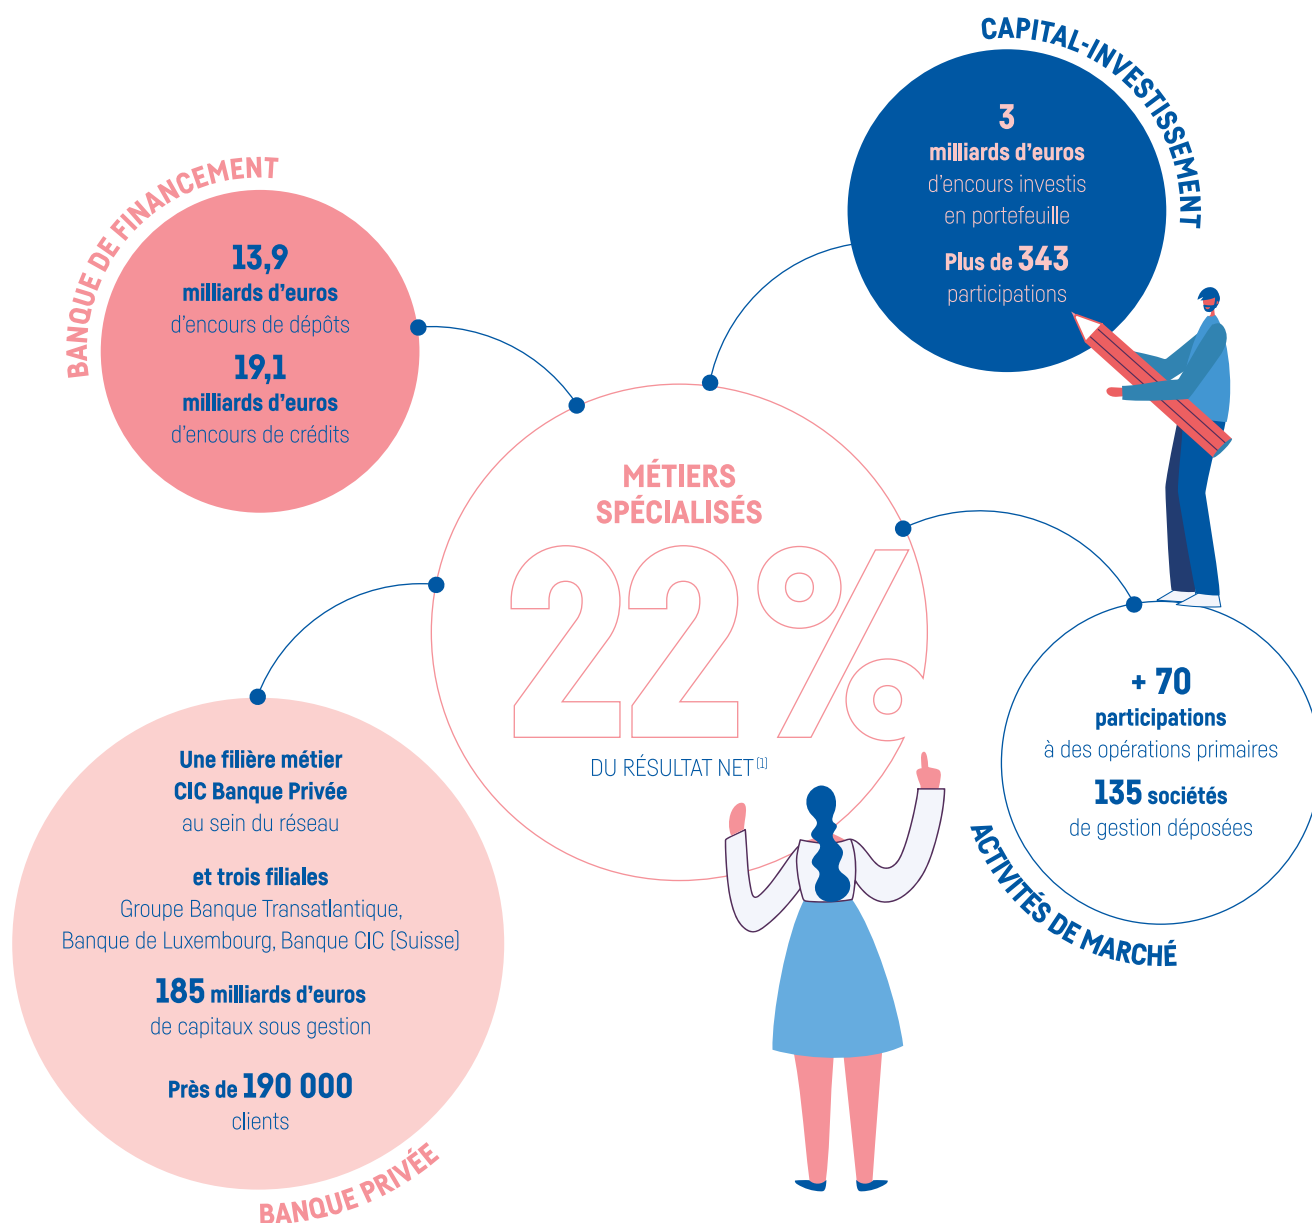 CAPITAL-INVESTISSEMENT
3
milliards d’euros
d’encours investis
en portefeuille
Plus de 343
participations
BANQUE DE FINANCEMENT
13,9
milliards d’euros
d’encours de dépôts
19,1
milliards d’euros
d’encours de crédits
MÉTIERS
SPÉCIALISÉS
22%
DU RÉSULTAT NET [1]
+ 70
participations
à des opérations primaires
135 sociétés
de gestion déposées
ACTIVITÉS DE MARCHÉ
Une filière métier
CIC Banque Privée
au sein du réseau
et trois filiales
Groupe Banque Transatlantique,
Banque de Luxembourg, Banque CIC (Suisse)
185 milliards d’euros
de capitaux sous gestion
Près de 190 000
clients
BANQUE PRIVÉE